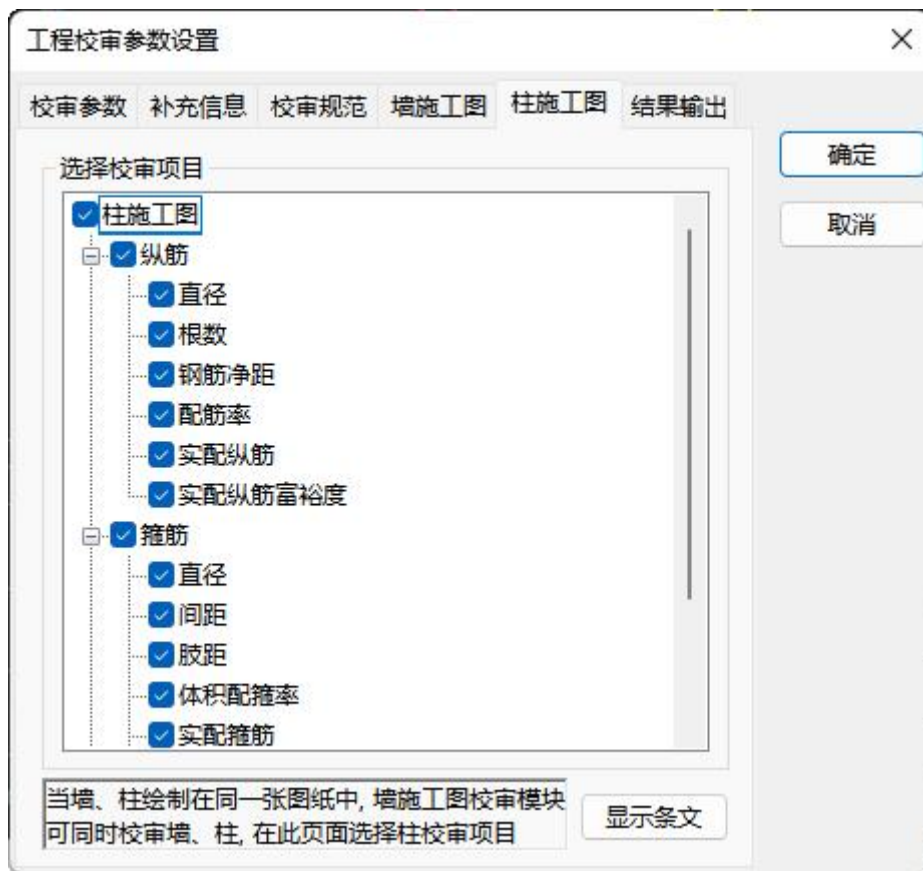 工程校审参数设置
校审参数 补充信息 校审规范 墙施工图 柱施工图 结果输出
确定
选择校审项目
柱施工图
取消
纵筋
直径
根数
钢筋净距
配筋率
实配纵筋
实配纵筋富裕度
箍筋
直径
间距
肢距
体积配箍率
实配箍筋
当墙、柱绘制在同一张图纸中, 墙施工图校审模块
可同时校审墙、柱, 在此页面选择柱校审项目
显示条文